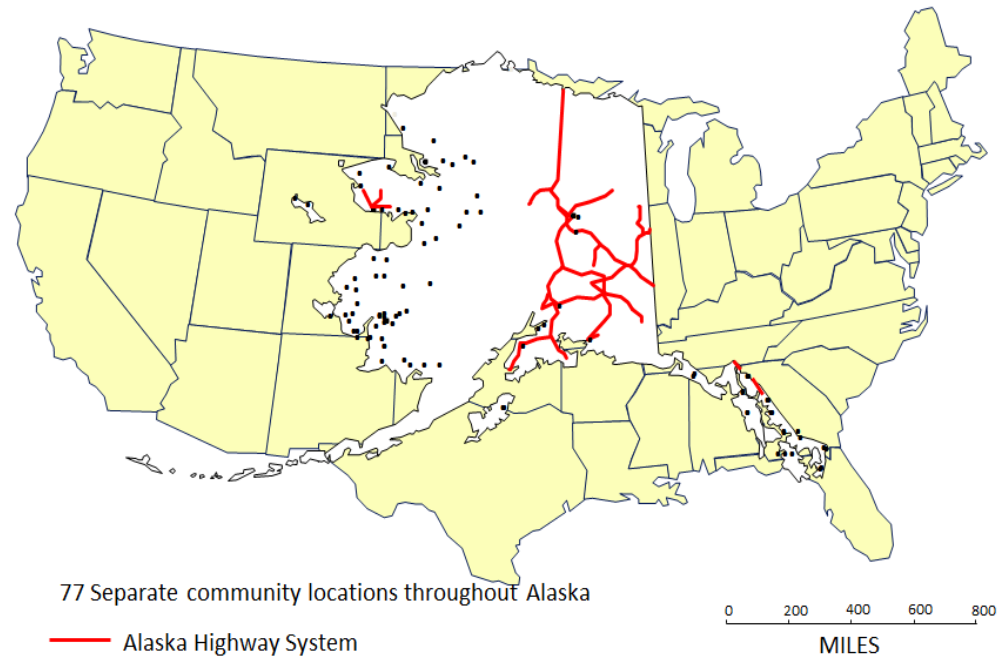 77 Separate community locations throughout Alaska
Alaska Highway System
0 200 400 600 800
MILES